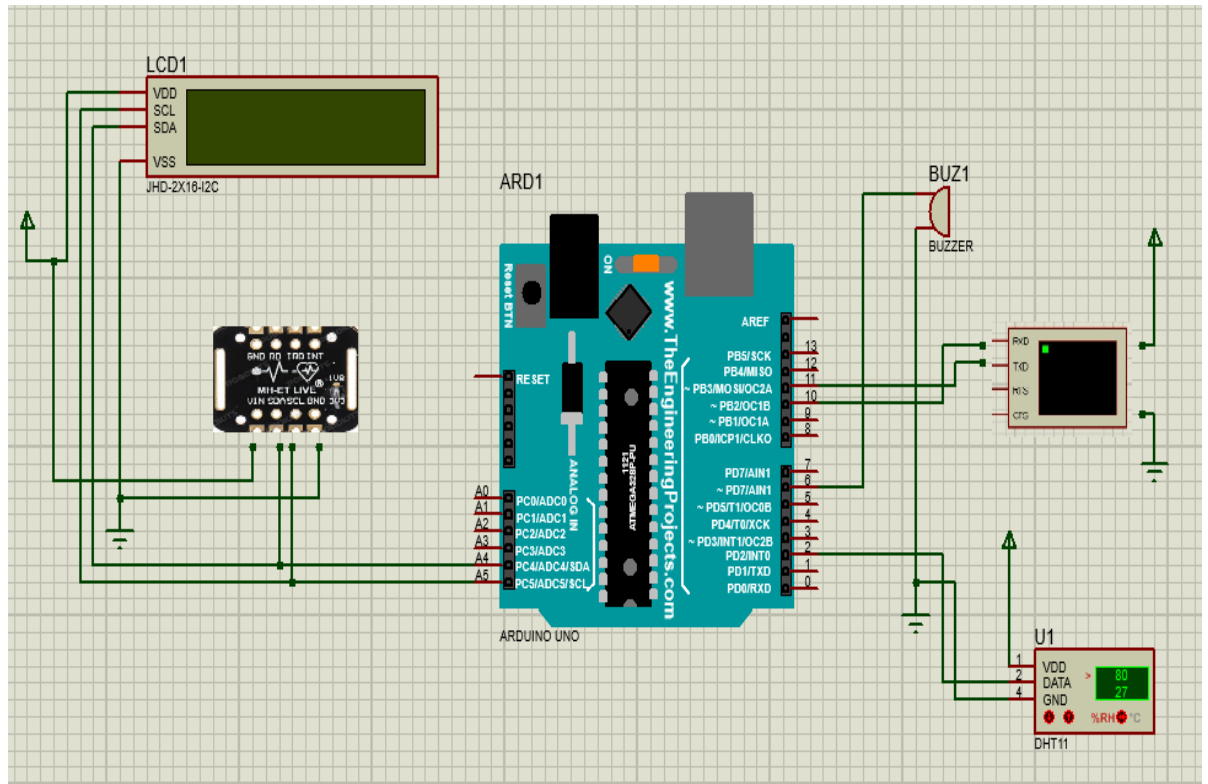 LCD1
VDD
SCL
SDA
VSS
JHD-2X16-I2C
GND RD IRD INT
MH-ET LIVE
VIN SDA SCL GND 3V3
1V8
ARD1
Reset BTN
ON
www.TheEngineeringProjects.com
RESET
ANALOG IN
1121
ATMEGA328P-PU
A0 PC0/ADC0
A1 PC1/ADC1
A2 PC2/ADC2
A3 PC3/ADC3
A4 PC4/ADC4/SDA
A5 PC5/ADC5/SCL
AREF
PB5/SCK 13
PB4/MISO 12
~ PB3/MOSI/OC2A 11
~ PB2/OC1B 10
~ PB1/OC1A 9
PB0/ICP1/CLKO 8
PD7/AIN1 7
~ PD7/AIN1 6
~ PD5/T1/OC0B 5
PD4/T0/XCK 4
~ PD3/INT1/OC2B 3
PD2/INT0 2
PD1/TXD 1
PD0/RXD 0
ARDUINO UNO
BUZ1
BUZZER
RXD
TXD
RTS
CTS
U1
1 VDD
2 DATA
4 GND
> 80
27
%RH °C
DHT11